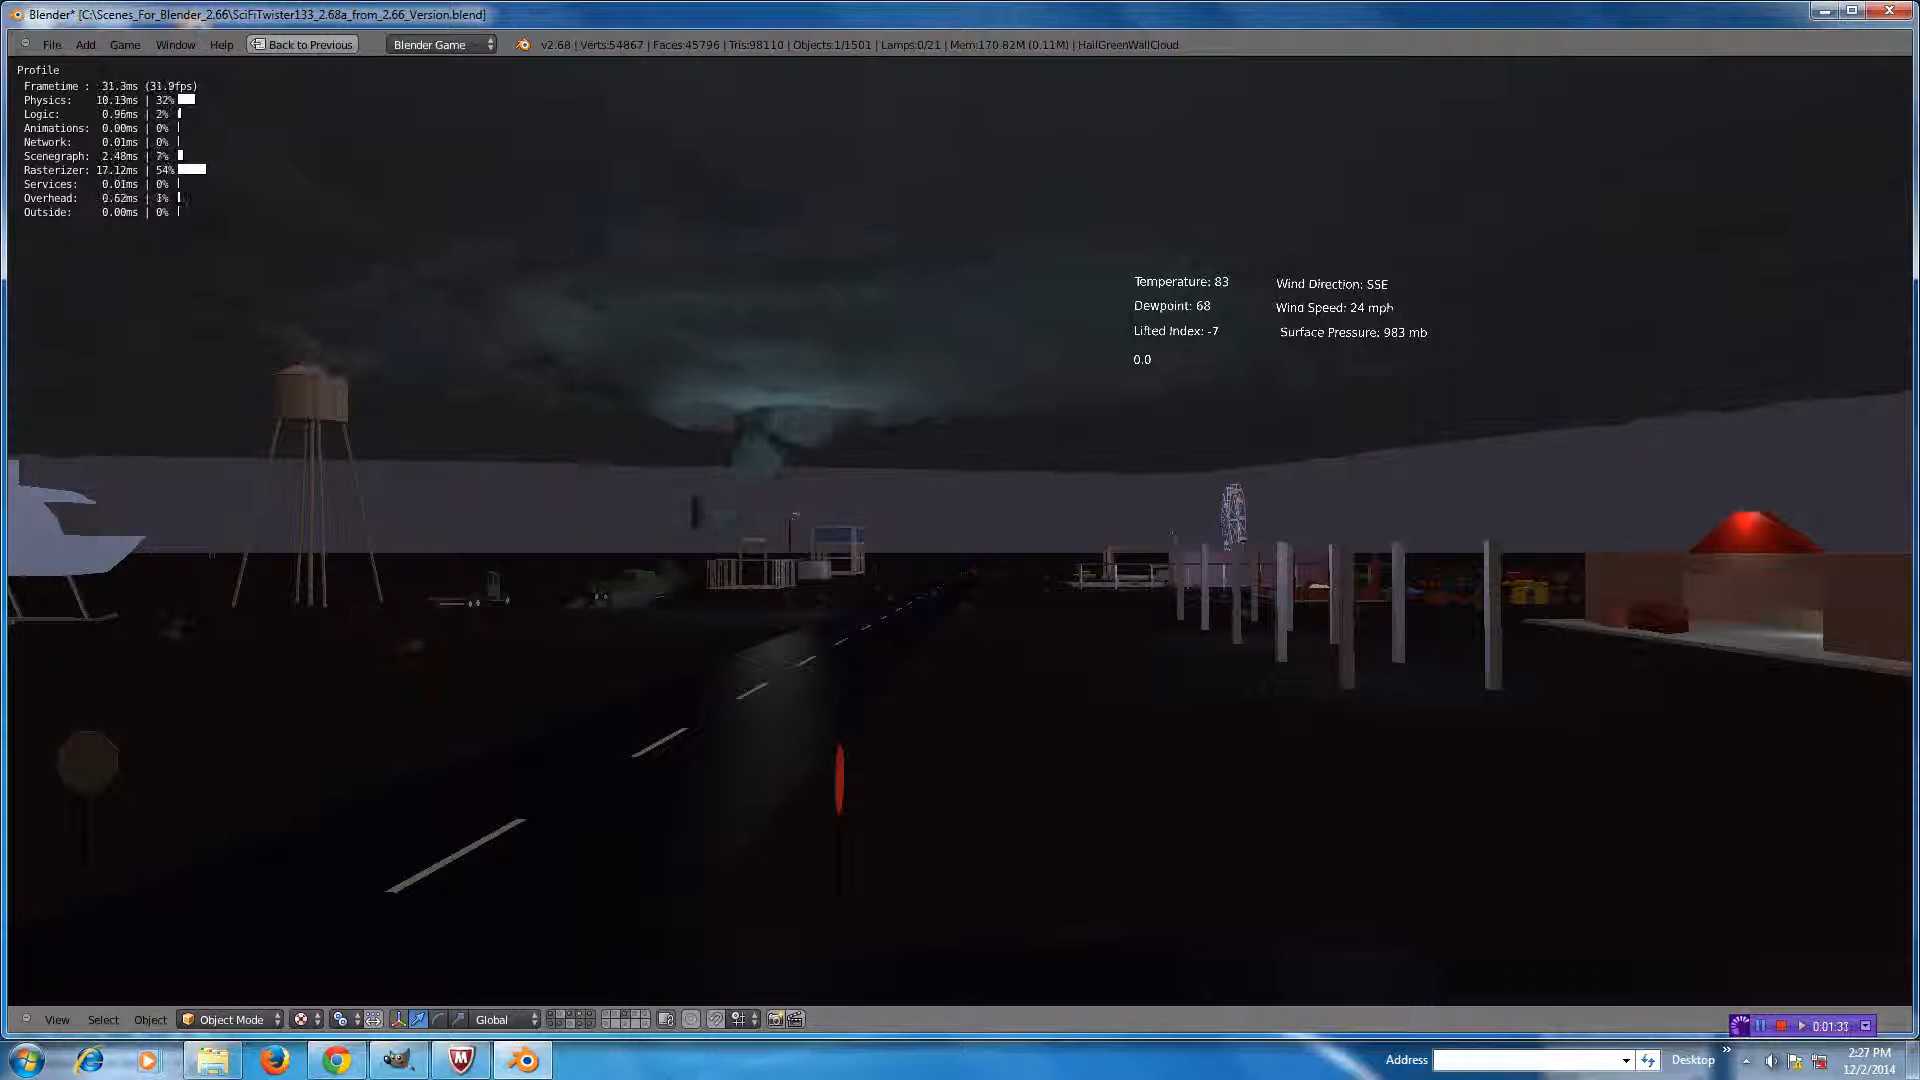 Blender* [C:\Scenes_For_Blender_2.66\SciFiTwister133_2.68a_from_2.66_Version.blend]
File Add Game Window Help Back to Previous Blender Game v2.68 | Verts:54867 | Faces:45796 | Tris:98110 | Objects:1/1501 | Lamps:0/21 | Mem:170.82M (0.11M) | HailGreenWallCloud
Profile
Frametime : 31.3ms (31.9fps)
Physics: 10.13ms | 32%
Logic: 0.96ms | 2%
Animations: 0.00ms | 0%
Network: 0.01ms | 0%
Scenegraph: 2.48ms | 7%
Rasterizer: 17.12ms | 54%
Services: 0.01ms | 0%
Overhead: 0.62ms | 1%
Outside: 0.00ms | 0%
Temperature: 83 Wind Direction: SSE
Dewpoint: 68 Wind Speed: 24 mph
Lifted Index: -7 Surface Pressure: 983 mb
0.0
View Select Object Object Mode Global
0:01:31
Address Desktop 2:27 PM
12/2/2014